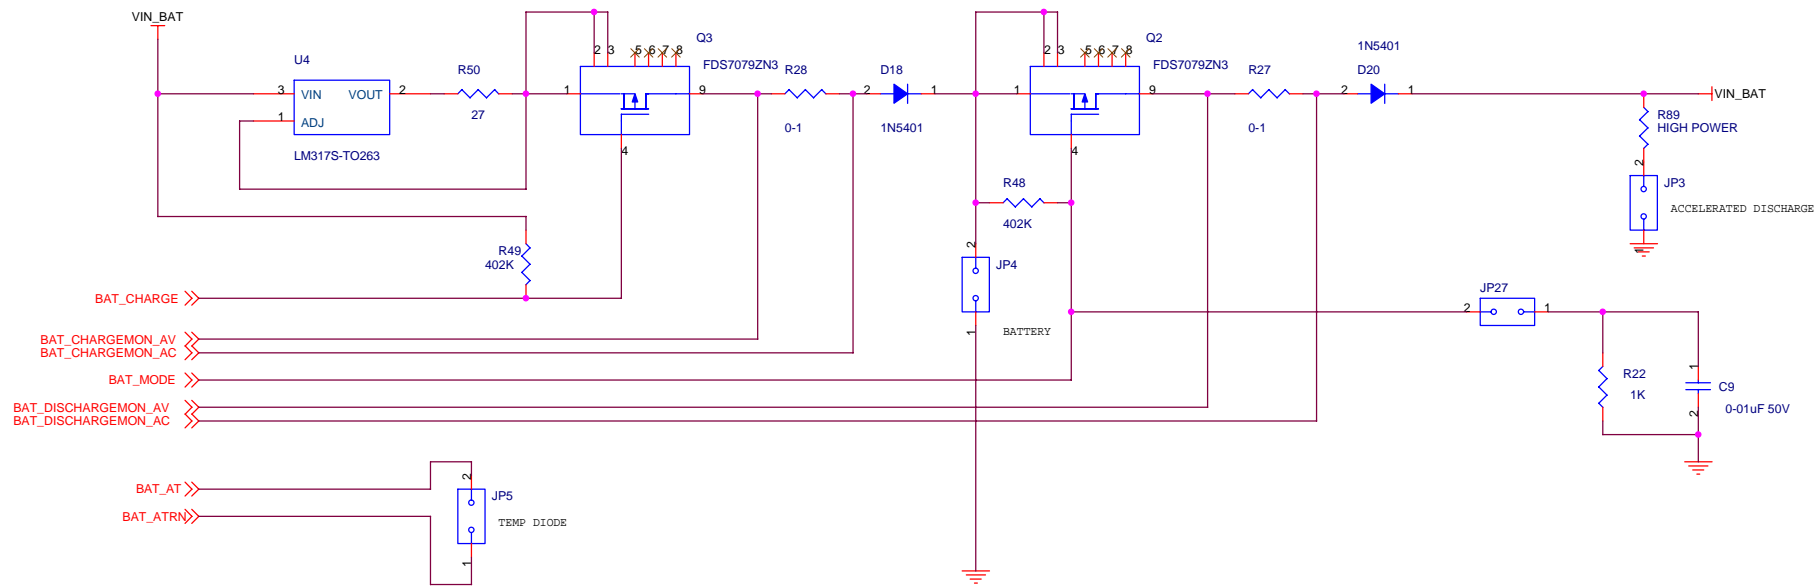 VIN_BAT
U4
3
VIN
VOUT
2
1
ADJ
LM317S-TO263
R50
27
1
2
3
5
6
7
8
9
4
Q3
FDS7079ZN3
R28
0-1
2
D18
1
1N5401
1
2
3
5
6
7
8
9
4
Q2
FDS7079ZN3
R27
0-1
1N5401
2
D20
1
VIN_BAT
R89
HIGH POWER
2
JP3
ACCELERATED DISCHARGE
1
R48
402K
R49
402K
2
JP4
1
BATTERY
BAT_CHARGE
BAT_CHARGEMON_AV
BAT_CHARGEMON_AC
BAT_MODE
BAT_DISCHARGEMON_AV
BAT_DISCHARGEMON_AC
JP27
2
1
R22
1K
1
C9
2
0-01uF 50V
BAT_AT
BAT_ATRN
2
JP5
1
TEMP DIODE